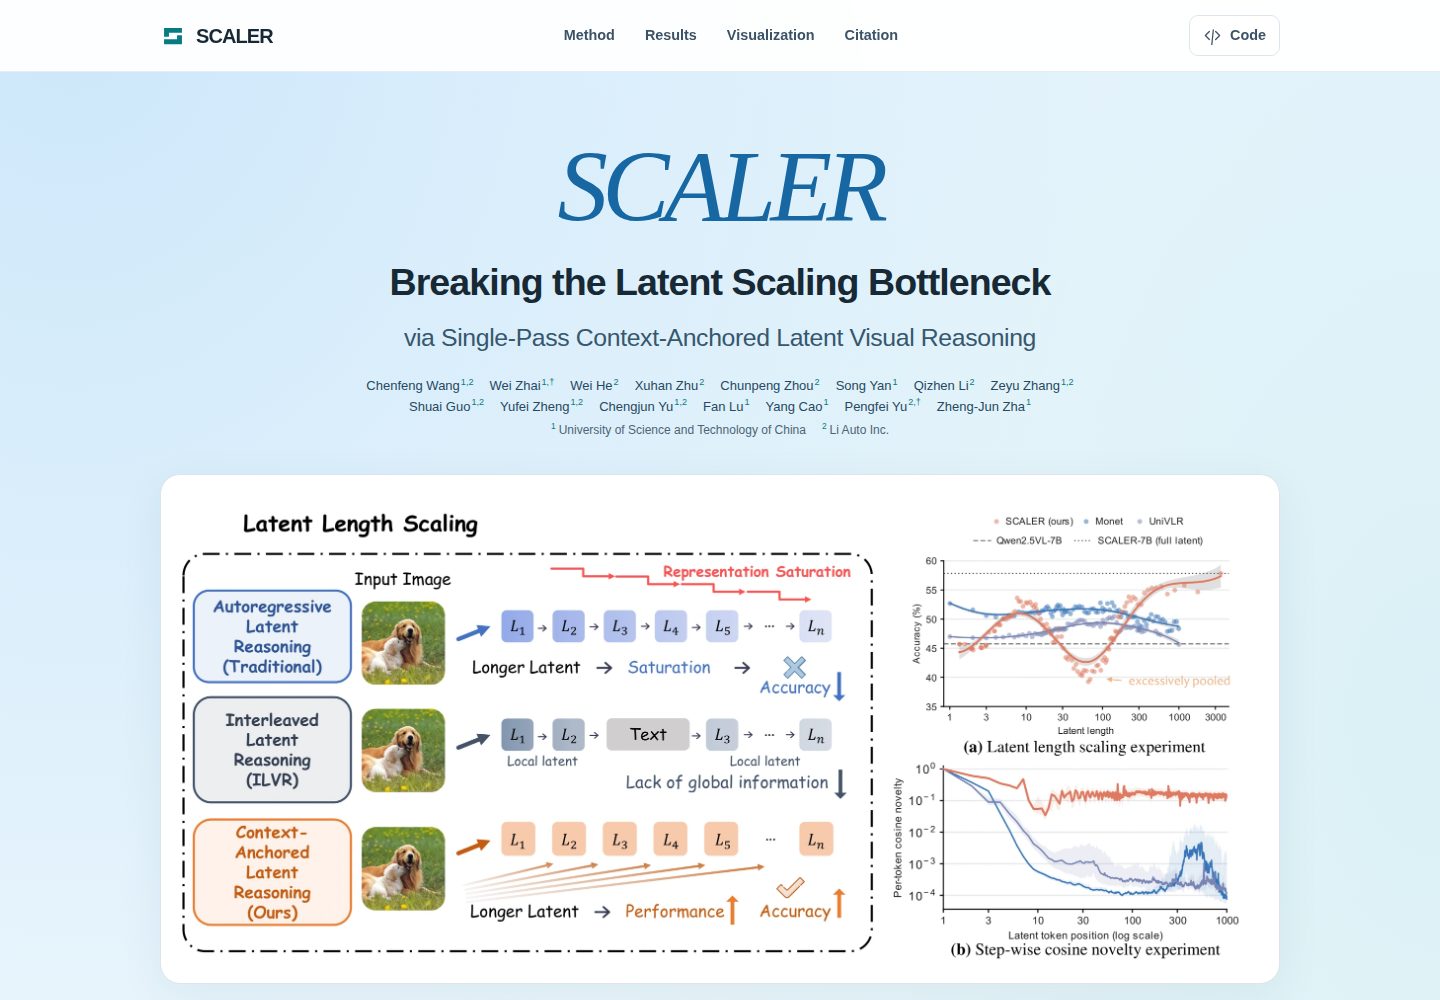 SCALER
Method Results Visualization Citation
Code
SCALER
Breaking the Latent Scaling Bottleneck
via Single-Pass Context-Anchored Latent Visual Reasoning
Chenfeng Wang1,2 Wei Zhai1,† Wei He2 Xuhan Zhu2 Chunpeng Zhou2 Song Yan1 Qizhen Li2 Zeyu Zhang1,2
Shuai Guo1,2 Yufei Zheng1,2 Chengjun Yu1,2 Fan Lu1 Yang Cao1 Pengfei Yu2,† Zheng-Jun Zha1
1 University of Science and Technology of China 2 Li Auto Inc.
Latent Length Scaling
Input Image
Representation Saturation
Autoregressive
Latent
Reasoning
(Traditional)
L1 → L2 → L3 → L4 → L5 → ··· → Ln
Longer Latent → Saturation →
Accuracy
Interleaved
Latent
Reasoning
(ILVR)
L1 → L2 → Text → L3 → ··· → Ln
Local latent Local latent
Lack of global information
Context-
Anchored
Latent
Reasoning
(Ours)
L1 L2 L3 L4 L5 ··· Ln
Longer Latent → Performance Accuracy
SCALER (ours) Monet UniVLR
Qwen2.5VL-7B SCALER-7B (full latent)
Accuracy (%)
60
55
50
45
40
35
excessively pooled
1 3 10 30 100 300 1000 3000
Latent length
(a) Latent length scaling experiment
Per-token cosine novelty
10^0
10^-1
10^-2
10^-3
10^-4
1 3 10 30 100 300 1000
Latent token position (log scale)
(b) Step-wise cosine novelty experiment